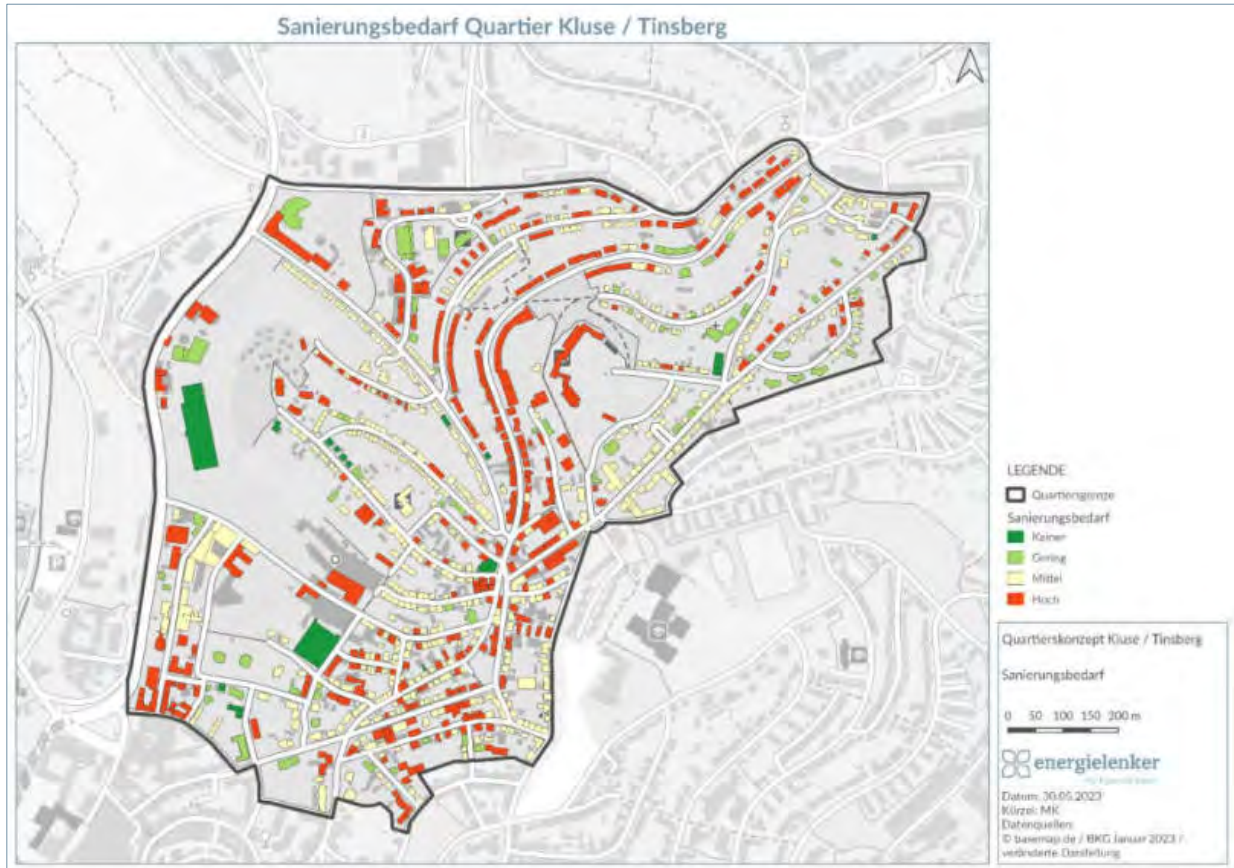 Sanierungsbedarf Quartier Kluse / Tinsberg
LEGENDE
Quartiersgrenze
Sanierungsbedarf
Keiner
Gering
Mittel
Hoch
Quartierskonzept Kluse / Tinsberg
Sanierungsbedarf
0 50 100 150 200 m
energielenker
Datum: 30.05.2023
Kürzel: MK
Datenquellen:
© basemap.de / BKG Januar 2023 /
veränderte Darstellung